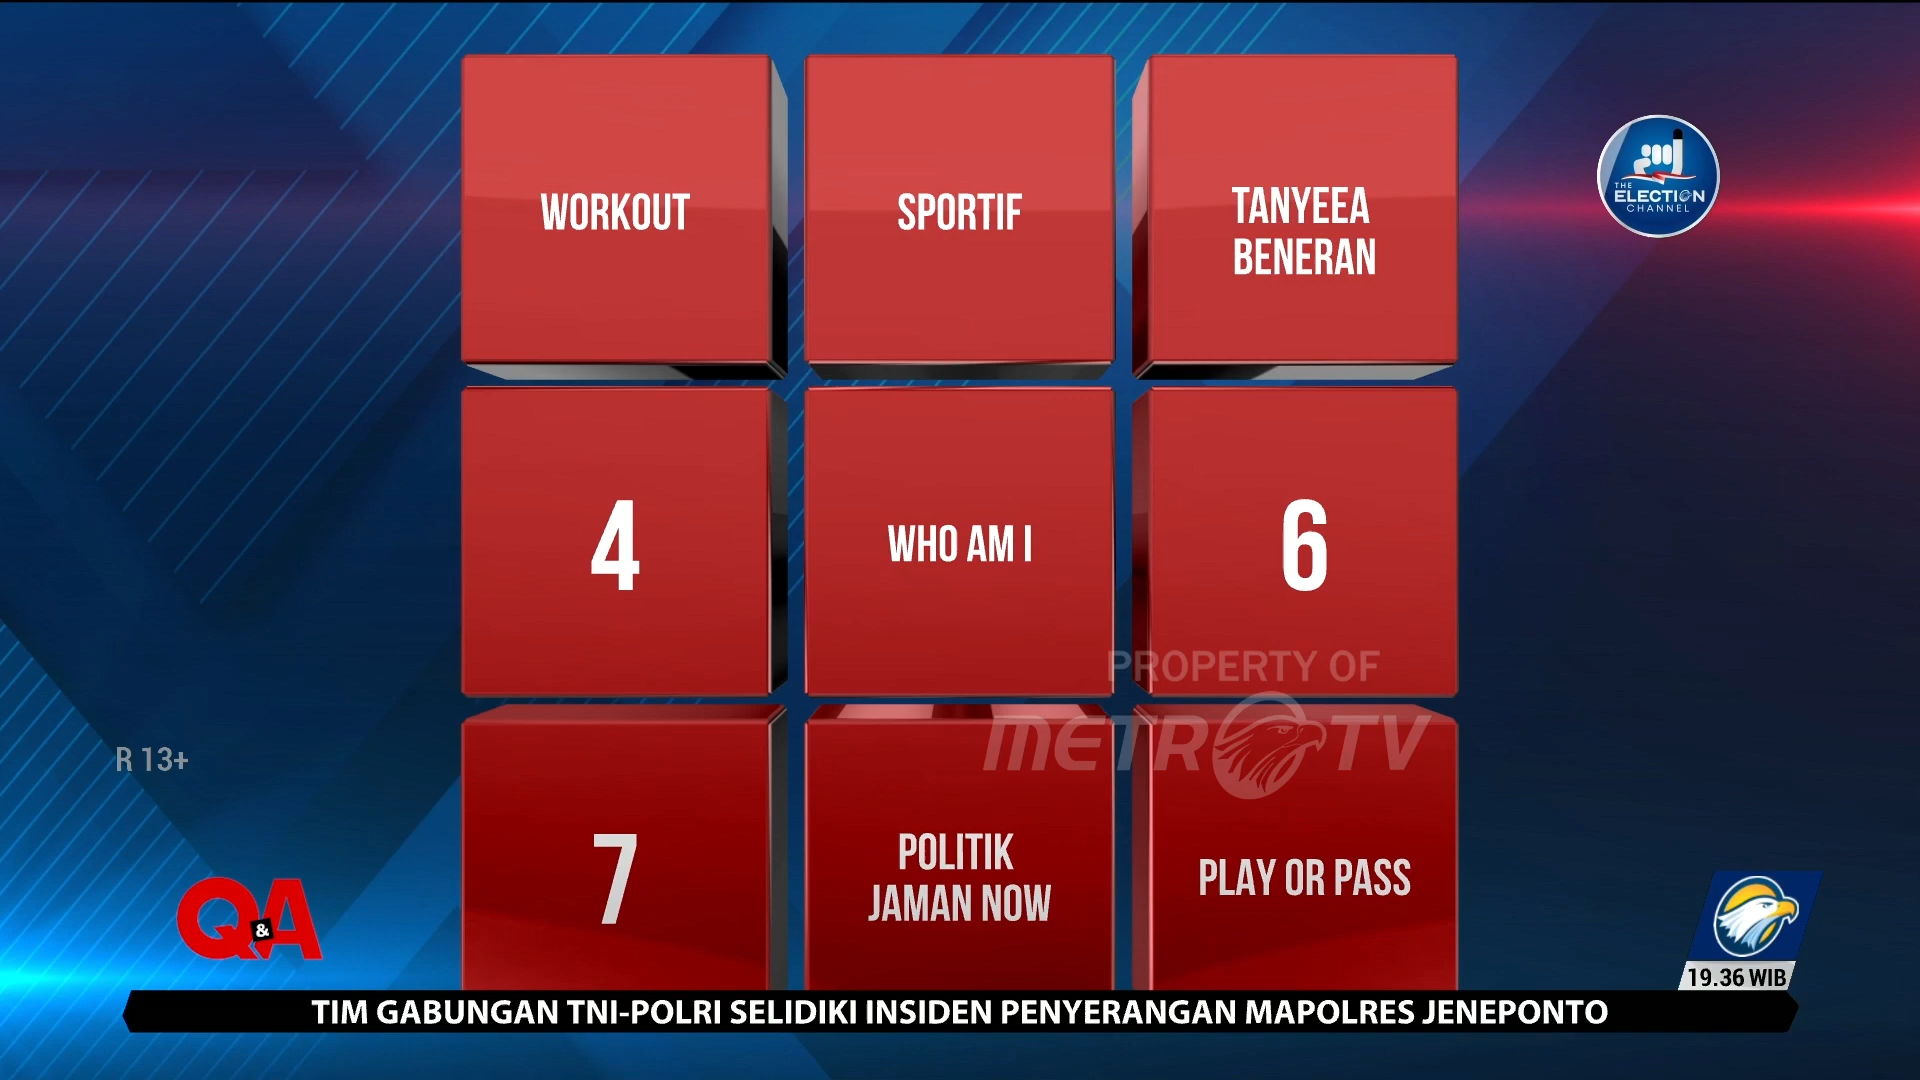 WORKOUT
SPORTIF
TANYEEA
BENERAN
THE
ELECTION
CHANNEL
4
WHO AM I
6
PROPERTY OF
METRO TV
R 13+
7
POLITIK
JAMAN NOW
PLAY OR PASS
Q&A
19.36 WIB
TIM GABUNGAN TNI-POLRI SELIDIKI INSIDEN PENYERANGAN MAPOLRES JENEPONTO